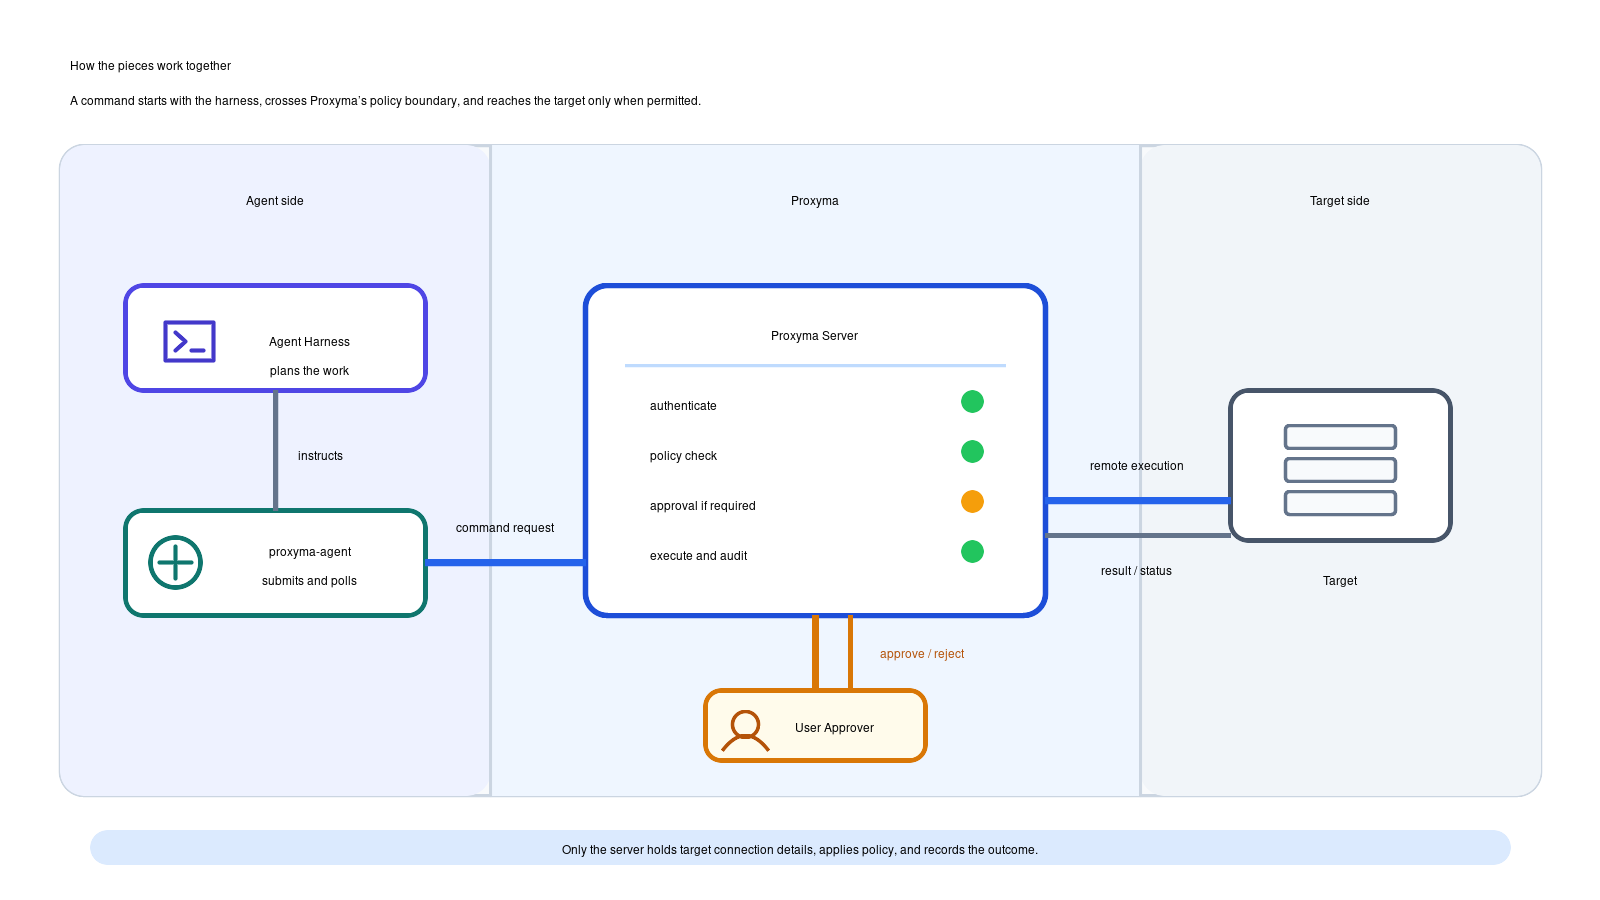 How the pieces work together
A command starts with the harness, crosses Proxyma's policy boundary, and reaches the target only when permitted.
Agent side
Proxyma
Target side
Agent Harness
plans the work
instructs
proxyma-agent
submits and polls
command request
Proxyma Server
authenticate
policy check
approval if required
execute and audit
remote execution
result / status
Target
approve / reject
User Approver
Only the server holds target connection details, applies policy, and records the outcome.